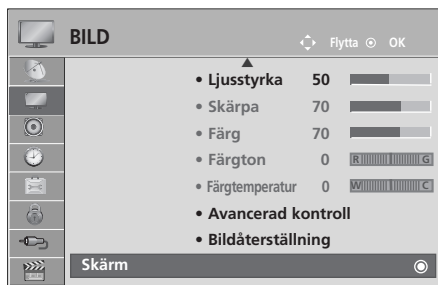 BILD
Flytta OK
• Ljusstyrka 50
• Skärpa 70
• Färg 70
• Färgton 0 R G
• Färgtemperatur 0 W C
• Avancerad kontroll
• Bildåterställning
Skärm